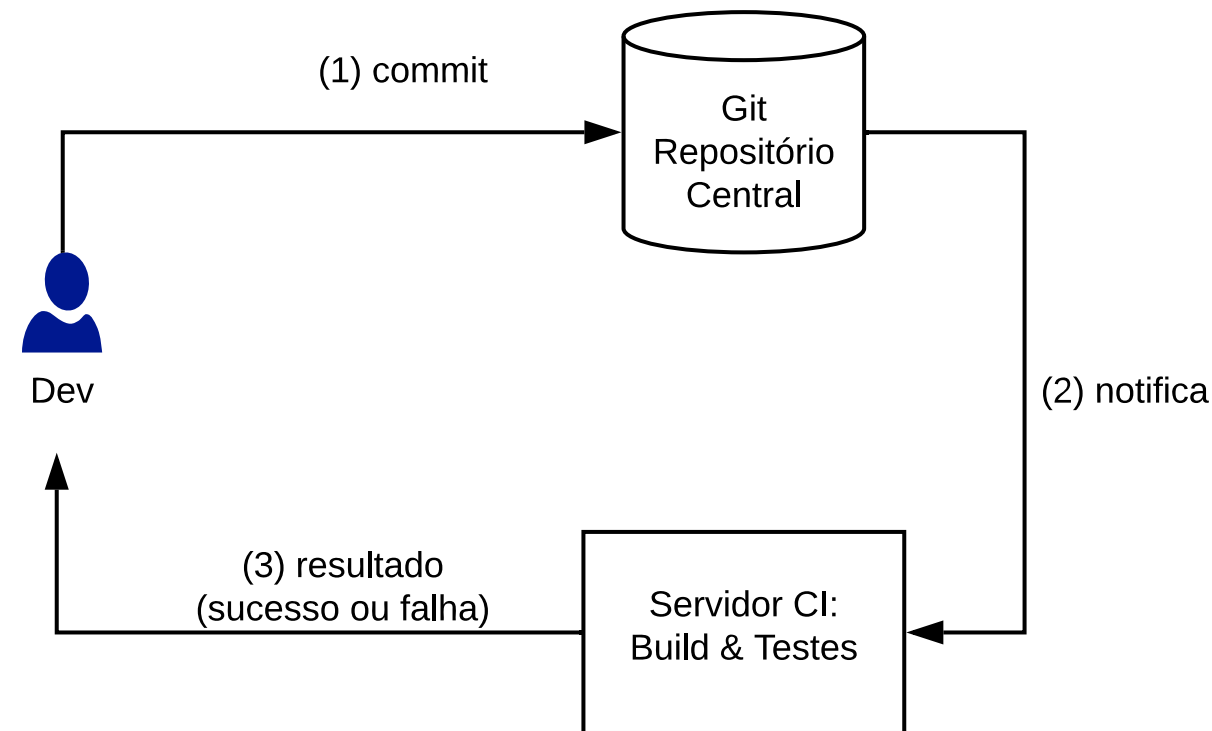 (1) commit
Git
Repositório
Central
Dev
(2) notifica
(3) resultado
(sucesso ou falha)
Servidor CI:
Build & Testes